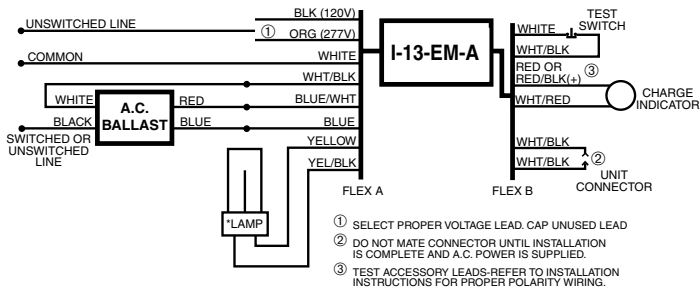 UNSWITCHED LINE
BLK (120V)
① ORG (277V)
COMMON
WHITE
WHT/BLK
WHITE
A.C.
BALLAST
RED
BLUE/WHT
BLACK
BLUE
BLUE
SWITCHED OR
UNSWITCHED
LINE
YELLOW
YEL/BLK
*LAMP
FLEX A
I-13-EM-A
FLEX B
WHITE
TEST
SWITCH
WHT/BLK
RED OR
RED/BLK(+)
③
WHT/RED
CHARGE
INDICATOR
WHT/BLK
WHT/BLK
②
UNIT
CONNECTOR
① SELECT PROPER VOLTAGE LEAD. CAP UNUSED LEAD
② DO NOT MATE CONNECTOR UNTIL INSTALLATION
IS COMPLETE AND A.C. POWER IS SUPPLIED.
③ TEST ACCESSORY LEADS-REFER TO INSTALLATION
INSTRUCTIONS FOR PROPER POLARITY WIRING.